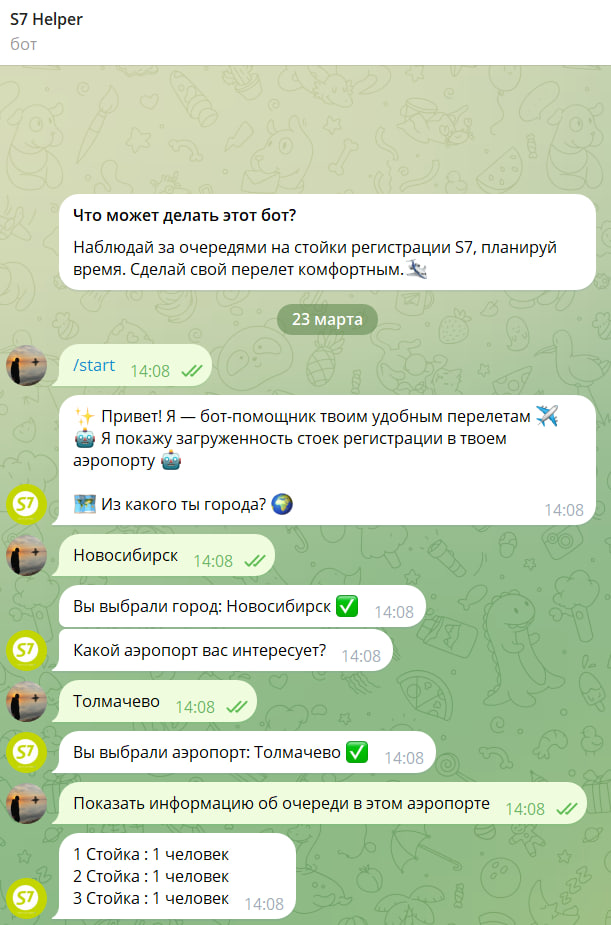 S7 Helper
бот
Что может делать этот бот?
Наблюдай за очередями на стойки регистрации S7, планируй
время. Сделай свой перелет комфортным.
23 марта
/start 14:08
✨ Привет! Я — бот-помощник твоим удобным перелетам ✈️
🤖 Я покажу загруженность стоек регистрации в твоем
аэропорту 🤖
S7 🗺️ Из какого ты города? 🌍 14:08
Новосибирск 14:08
Вы выбрали город: Новосибирск ✅ 14:08
S7 Какой аэропорт вас интересует? 14:08
Толмачево 14:08
S7 Вы выбрали аэропорт: Толмачево ✅ 14:08
Показать информацию об очереди в этом аэропорте 14:08
1 Стойка : 1 человек
2 Стойка : 1 человек
S7 3 Стойка : 1 человек 14:08